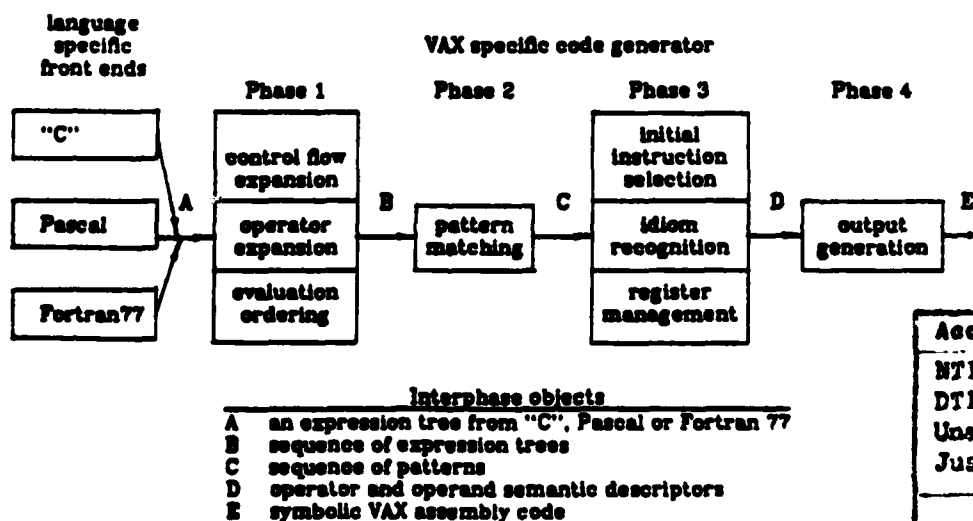 language
specific
front ends
VAX specific code generator
Phase 1
Phase 2
Phase 3
Phase 4
"C"
Pascal
Fortran77
A
control flow
expansion
operator
expansion
evaluation
ordering
B
pattern
matching
C
initial
instruction
selection
idiom
recognition
register
management
D
output
generation
E
Interphase objects
A an expression tree from "C", Pascal or Fortran 77
B sequence of expression trees
C sequence of patterns
D operator and operand semantic descriptors
E symbolic VAX assembly code